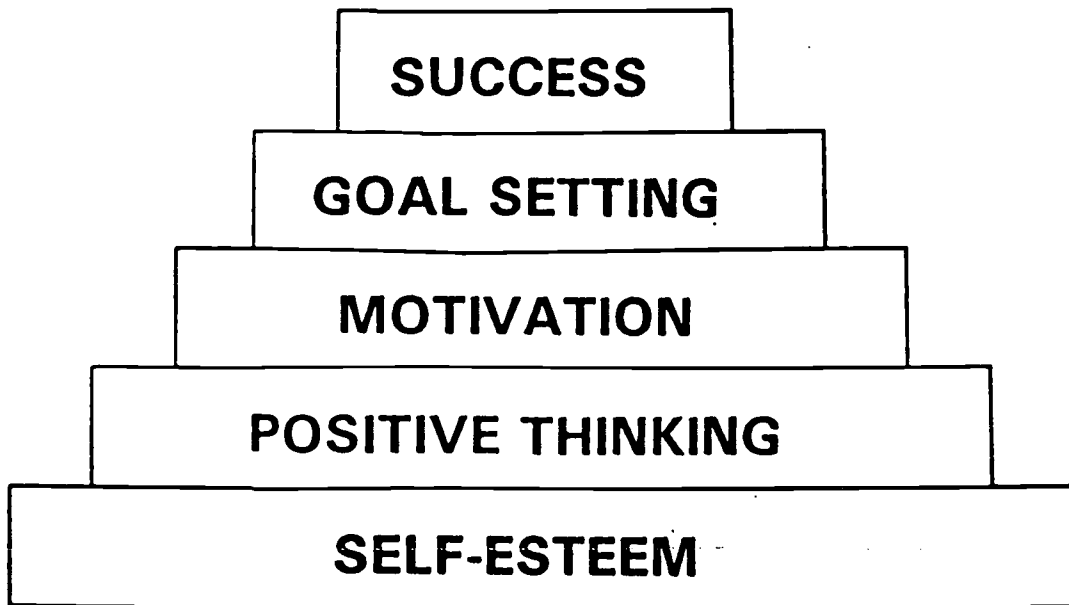 SUCCESS
GOAL SETTING
MOTIVATION
POSITIVE THINKING
SELF-ESTEEM